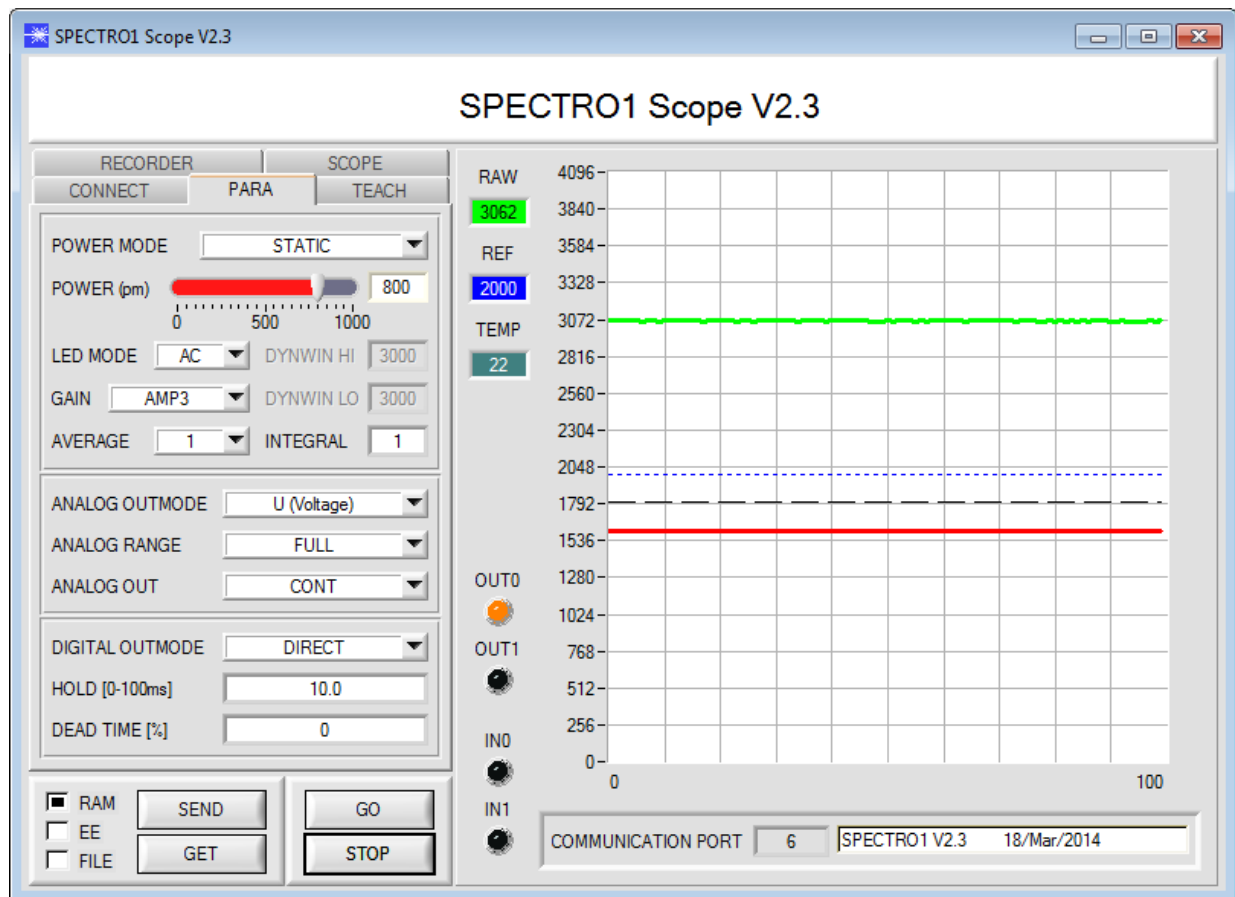 SPECTRO1 Scope V2.3
SPECTRO1 Scope V2.3
RECORDER SCOPE
CONNECT PARA TEACH
POWER MODE STATIC
POWER (pm) 800
0 500 1000
LED MODE AC DYNWIN HI 3000
GAIN AMP3 DYNWIN LO 3000
AVERAGE 1 INTEGRAL 1
ANALOG OUTMODE U (Voltage)
ANALOG RANGE FULL
ANALOG OUT CONT
DIGITAL OUTMODE DIRECT
HOLD [0-100ms] 10.0
DEAD TIME [%] 0
RAM
EE
FILE
SEND
GET
GO
STOP
RAW
3062
REF
2000
TEMP
22
OUT0
OUT1
IN0
IN1
4096
3840
3584
3328
3072
2816
2560
2304
2048
1792
1536
1280
1024
768
512
256
0
0 100
COMMUNICATION PORT 6 SPECTRO1 V2.3 18/Mar/2014